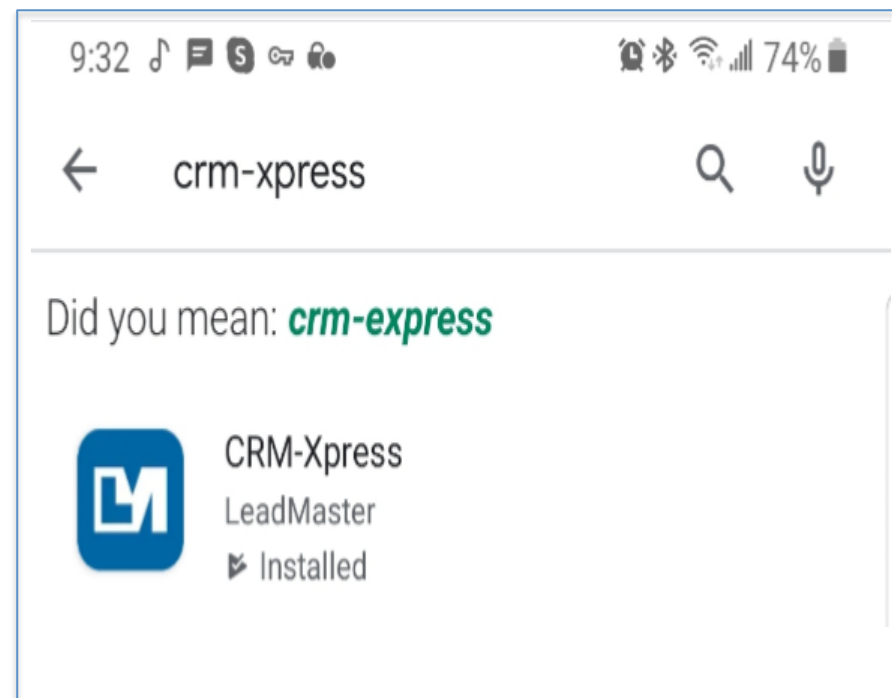 9:32 74%
crm-xpress
Did you mean: crm-express
CRM-Xpress
LeadMaster
Installed